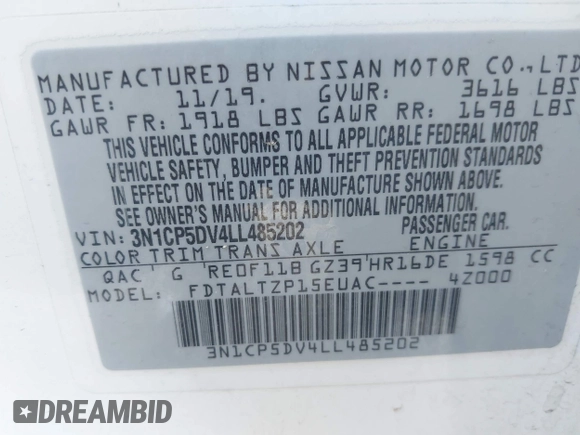 MANUFACTURED BY NISSAN MOTOR CO., LTD
DATE: 11/19. GVWR: 3616 LBS
GAWR FR: 1918 LBS GAWR RR: 1698 LBS
THIS VEHICLE CONFORMS TO ALL APPLICABLE FEDERAL MOTOR
VEHICLE SAFETY, BUMPER AND THEFT PREVENTION STANDARDS
IN EFFECT ON THE DATE OF MANUFACTURE SHOWN ABOVE.
SEE OWNER'S MANUAL FOR ADDITIONAL INFORMATION.
VIN: 3N1CP5DV4LL485202 PASSENGER CAR.
COLOR TRIM TRANS AXLE ENGINE
QAC G RE0F11B GZ39 HR16DE 1598 CC
MODEL: FDTALTZP15EUAC---- 4Z000
3N1CP5DV4LL485202
DREAMBID